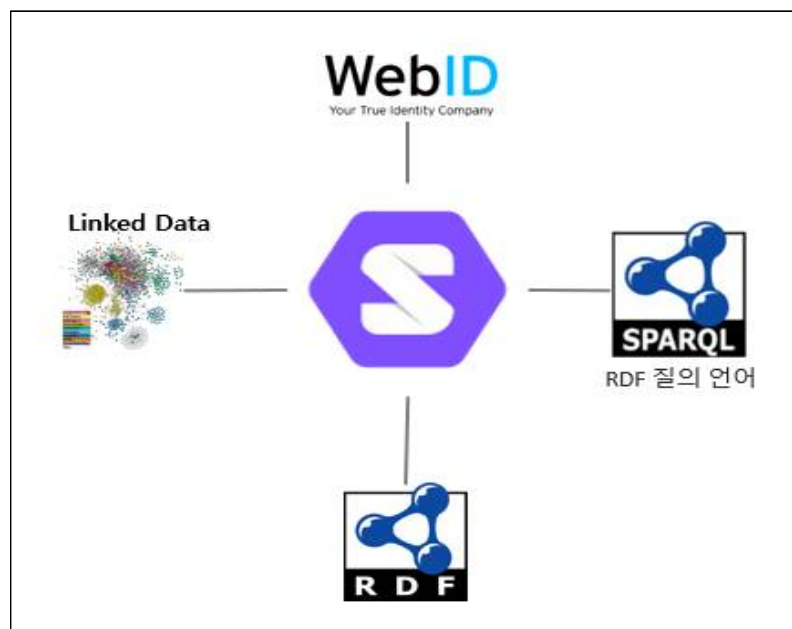 WebID
Your True Identity Company
Linked Data
S
SPARQL
RDF 질의 언어
RDF